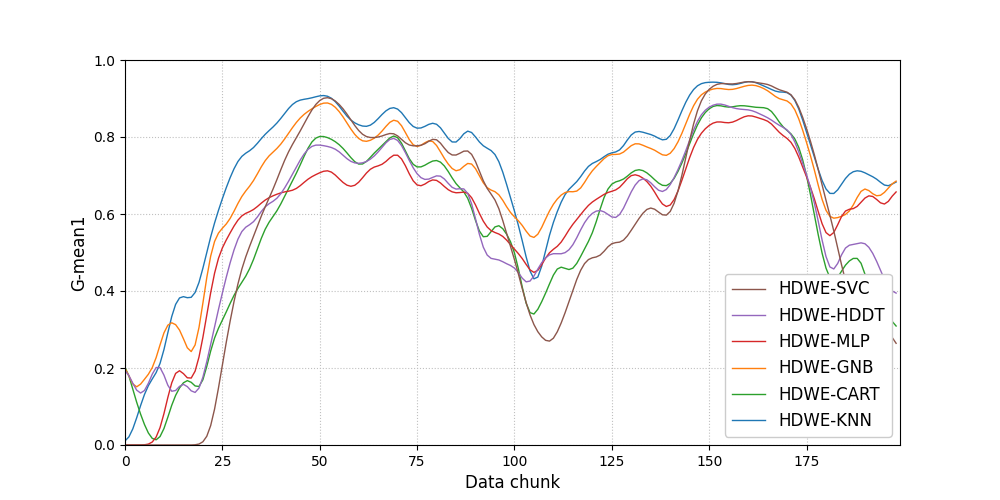 1.0
0.8
0.6
0.4
0.2
0.0
G-mean1
0 25 50 75 100 125 150 175
Data chunk
HDWE-SVC
HDWE-HDDT
HDWE-MLP
HDWE-GNB
HDWE-CART
HDWE-KNN